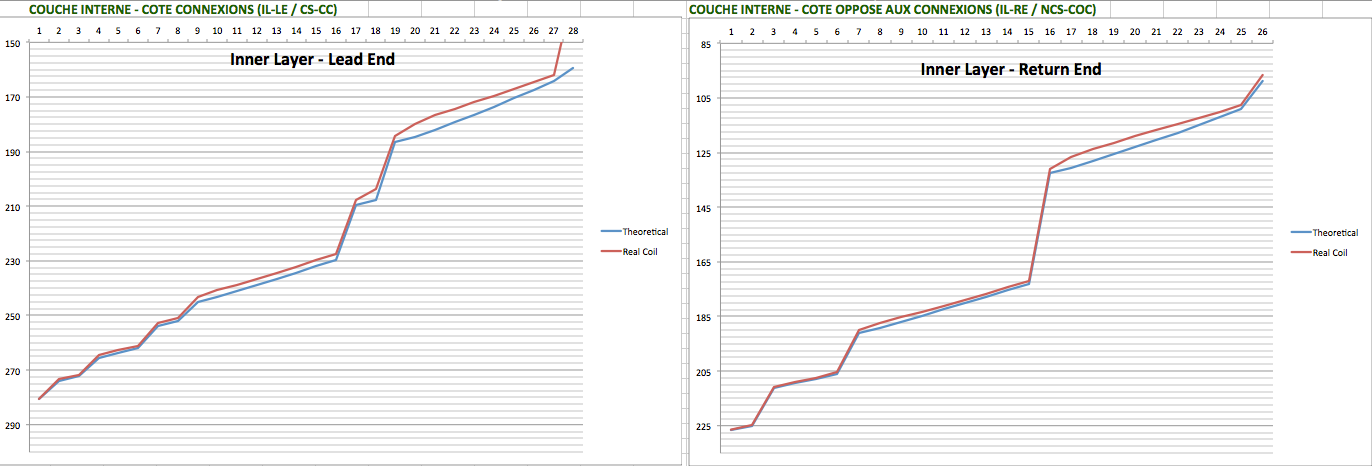 COUCHE INTERNE - COTE CONNEXIONS (IL-LE / CS-CC)
1 2 3 4 5 6 7 8 9 10 11 12 13 14 15 16 17 18 19 20 21 22 23 24 25 26 27 28
Inner Layer - Lead End
150
170
190
210
230
250
270
290
Theoretical
Real Coil
COUCHE INTERNE - COTE OPPOSE AUX CONNEXIONS (IL-RE / NCS-COC)
1 2 3 4 5 6 7 8 9 10 11 12 13 14 15 16 17 18 19 20 21 22 23 24 25 26
Inner Layer - Return End
85
105
125
145
165
185
205
225
Theoretical
Real Coil